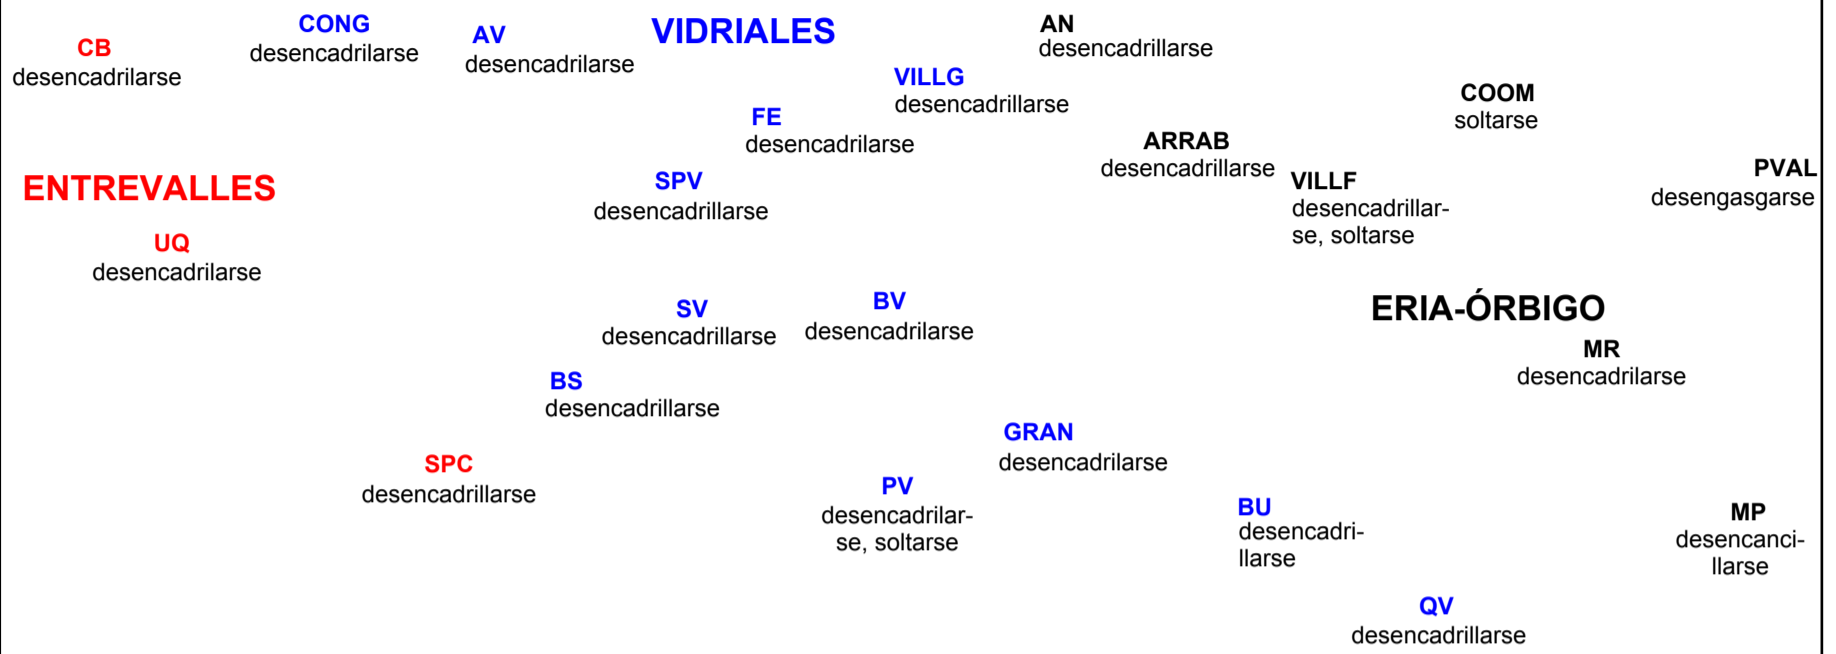 CONG
desencadrilarse
AV
desencadrilarse
VIDRIALES
AN
desencadrillarse
CB
desencadrilarse
VILLG
desencadrillarse
COOM
soltarse
FE
desencadrilarse
ARRAB
desencadrillarse
PVAL
desengasgarse
ENTREVALLES
SPV
desencadrillarse
VILLF
desencadrillar-
se, soltarse
UQ
desencadrilarse
SV
desencadrillarse
BV
desencadrilarse
ERIA-ÓRBIGO
MR
desencadrilarse
BS
desencadrillarse
GRAN
desencadrilarse
SPC
desencadrillarse
PV
desencadrilar-
se, soltarse
BU
desencadri-
llarse
MP
desencanci-
llarse
QV
desencadrillarse